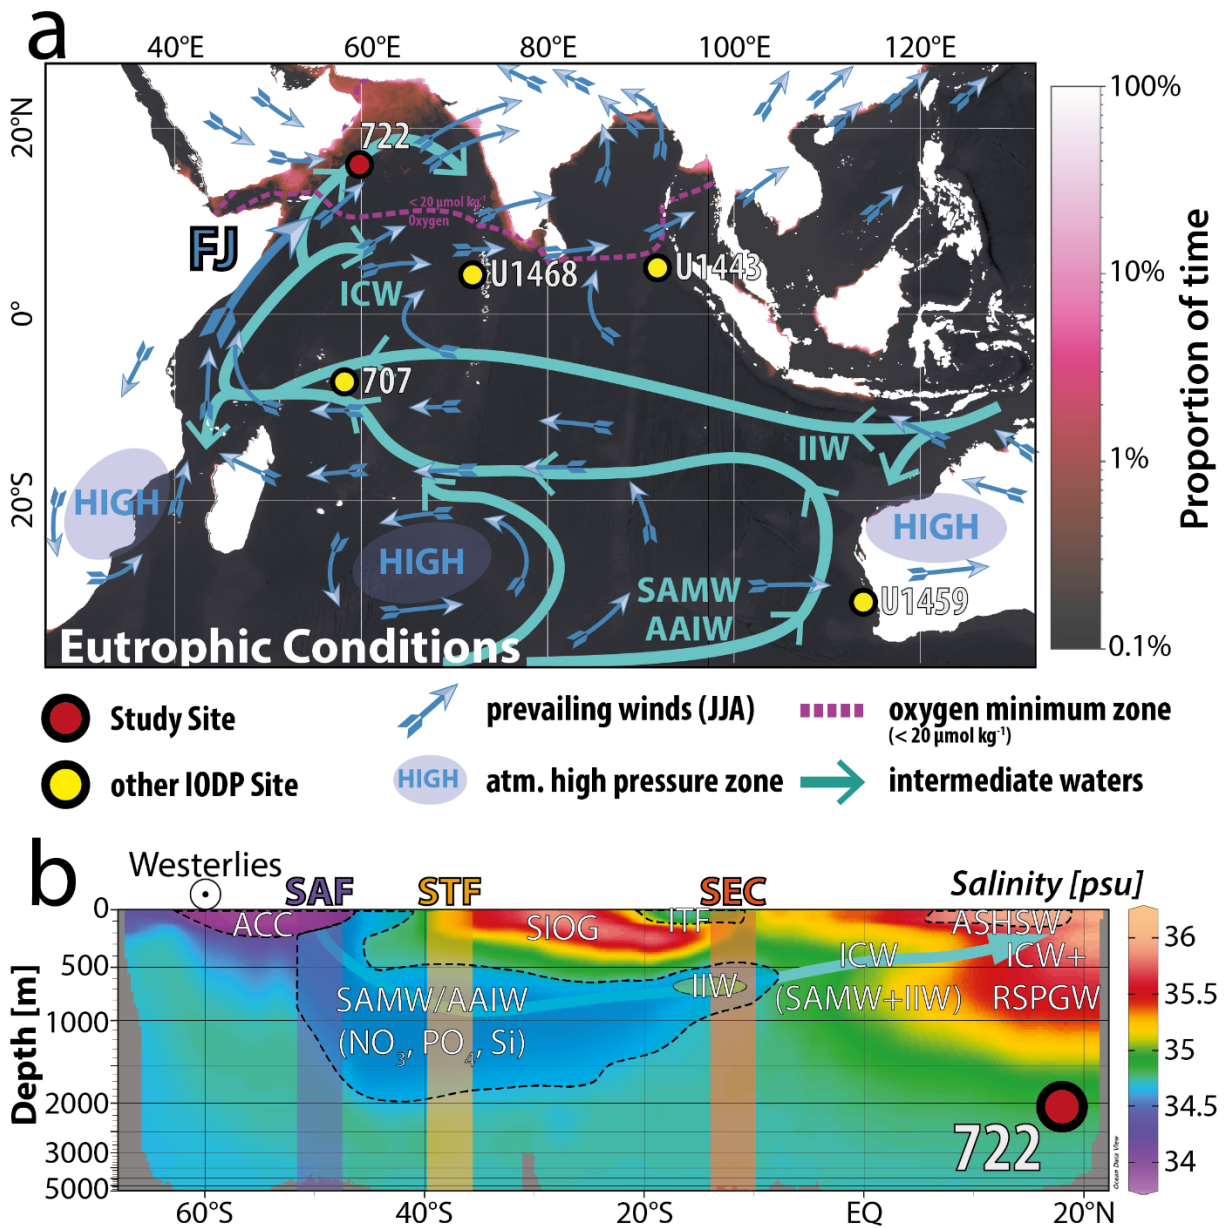 a
40°E 60°E 80°E 100°E 120°E
20°N
0°
20°S
722
< 20 µmol kg⁻¹
Oxygen
FJ
ICW
U1468
U1443
707
IIW
HIGH
HIGH
HIGH
SAMW
AAIW
U1459
Eutrophic Conditions
100%
10%
1%
0.1%
Proportion of time
Study Site
other IODP Site
prevailing winds (JJA)
HIGH
atm. high pressure zone
oxygen minimum zone
(< 20 µmol kg⁻¹)
intermediate waters
b
Westerlies
SAF
STF
SEC
Salinity [psu]
Depth [m]
0
500
1000
2000
3000
5000
ACC
SIOG
ITF
ASHSW
IIW
ICW
(SAMW+IIW)
ICW+
RSPGW
SAMW/AAIW
(NO₃, PO₄, Si)
722
Ocean Data View
36
35.5
35
34.5
34
60°S 40°S 20°S EQ 20°N